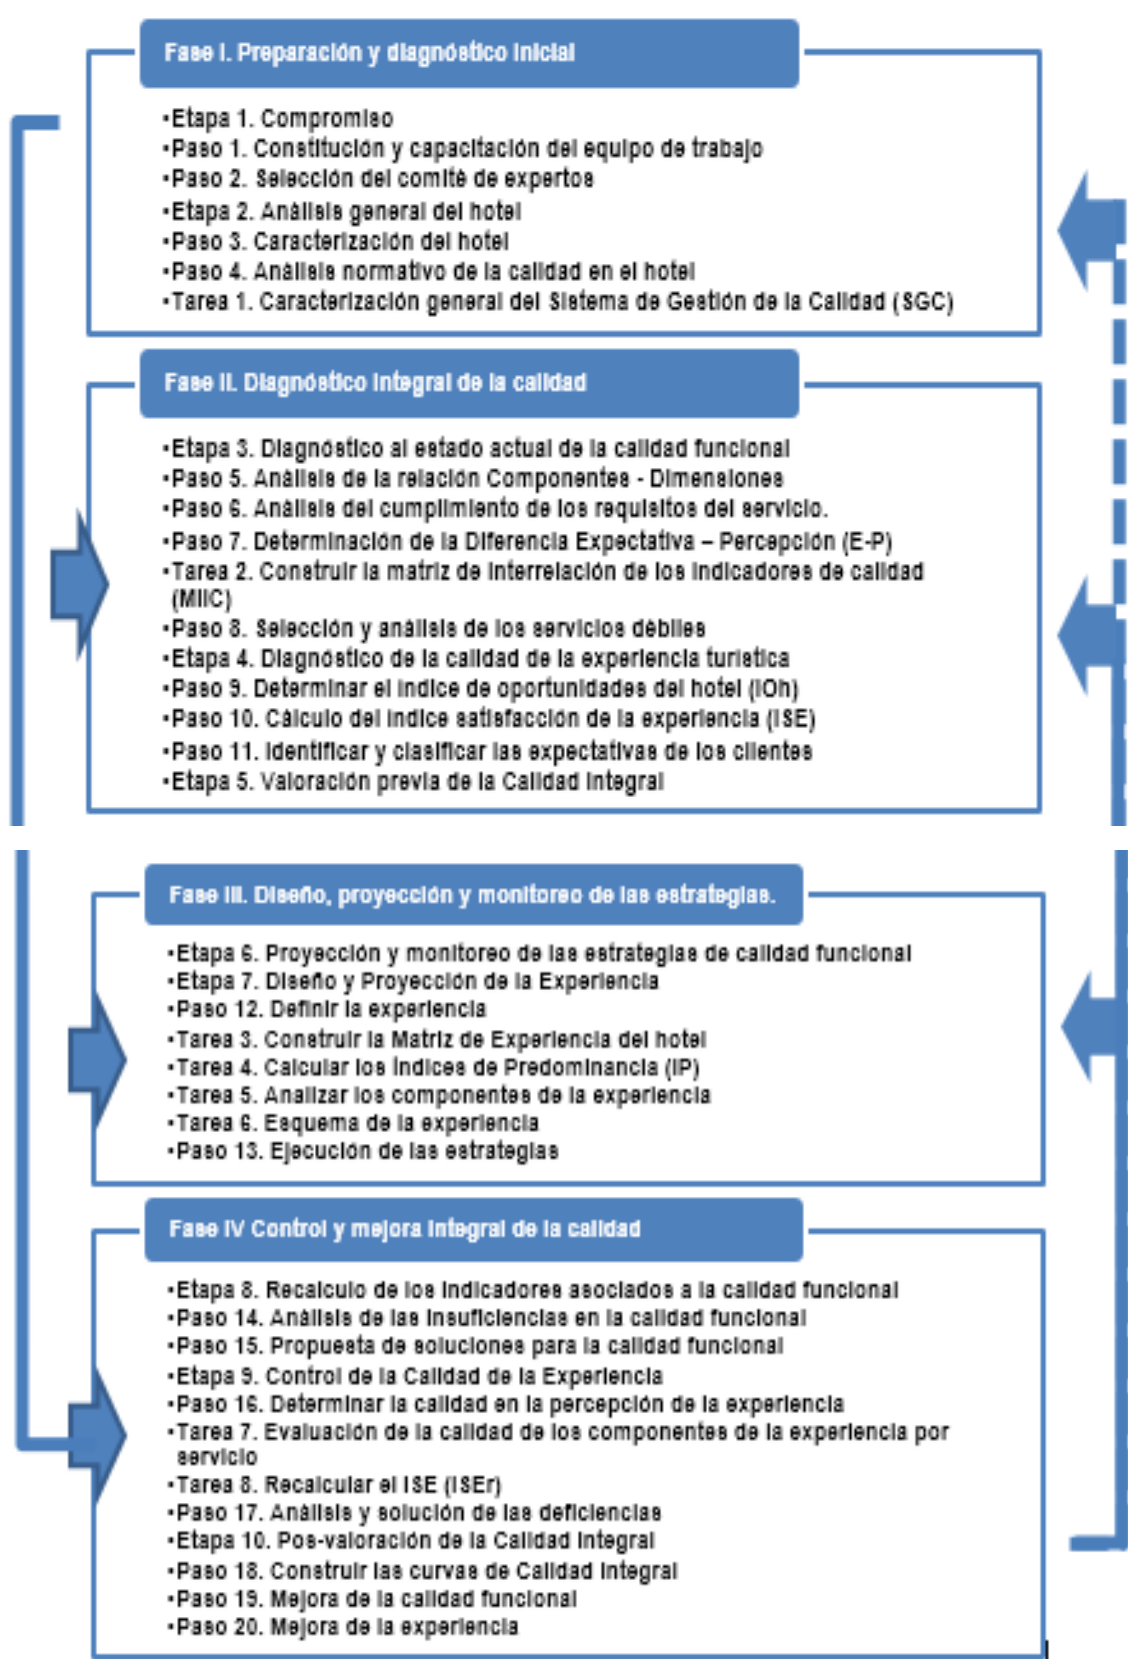 Fase I. Preparación y diagnóstico inicial
•Etapa 1. Compromiso
•Paso 1. Constitución y capacitación del equipo de trabajo
•Paso 2. Selección del comité de expertos
•Etapa 2. Análisis general del hotel
•Paso 3. Caracterización del hotel
•Paso 4. Análisis normativo de la calidad en el hotel
•Tarea 1. Caracterización general del Sistema de Gestión de la Calidad (SGC)
Fase II. Diagnóstico integral de la calidad
•Etapa 3. Diagnóstico al estado actual de la calidad funcional
•Paso 5. Análisis de la relación Componentes - Dimensiones
•Paso 6. Análisis del cumplimiento de los requisitos del servicio.
•Paso 7. Determinación de la Diferencia Expectativa – Percepción (E-P)
•Tarea 2. Construir la matriz de interrelación de los indicadores de calidad
(MIIC)
•Paso 8. Selección y análisis de los servicios débiles
•Etapa 4. Diagnóstico de la calidad de la experiencia turística
•Paso 9. Determinar el índice de oportunidades del hotel (IOh)
•Paso 10. Cálculo del índice satisfacción de la experiencia (ISE)
•Paso 11. Identificar y clasificar las expectativas de los clientes
•Etapa 5. Valoración previa de la Calidad Integral
Fase III. Diseño, proyección y monitoreo de las estrategias.
•Etapa 6. Proyección y monitoreo de las estrategias de calidad funcional
•Etapa 7. Diseño y Proyección de la Experiencia
•Paso 12. Definir la experiencia
•Tarea 3. Construir la Matriz de Experiencia del hotel
•Tarea 4. Calcular los Índices de Predominancia (IP)
•Tarea 5. Analizar los componentes de la experiencia
•Tarea 6. Esquema de la experiencia
•Paso 13. Ejecución de las estrategias
Fase IV Control y mejora integral de la calidad
•Etapa 8. Recalculo de los indicadores asociados a la calidad funcional
•Paso 14. Análisis de las insuficiencias en la calidad funcional
•Paso 15. Propuesta de soluciones para la calidad funcional
•Etapa 9. Control de la Calidad de la Experiencia
•Paso 16. Determinar la calidad en la percepción de la experiencia
•Tarea 7. Evaluación de la calidad de los componentes de la experiencia por
servicio
•Tarea 8. Recalcular el ISE (ISEr)
•Paso 17. Análisis y solución de las deficiencias
•Etapa 10. Pos-valoración de la Calidad Integral
•Paso 18. Construir las curvas de Calidad Integral
•Paso 19. Mejora de la calidad funcional
•Paso 20. Mejora de la experiencia